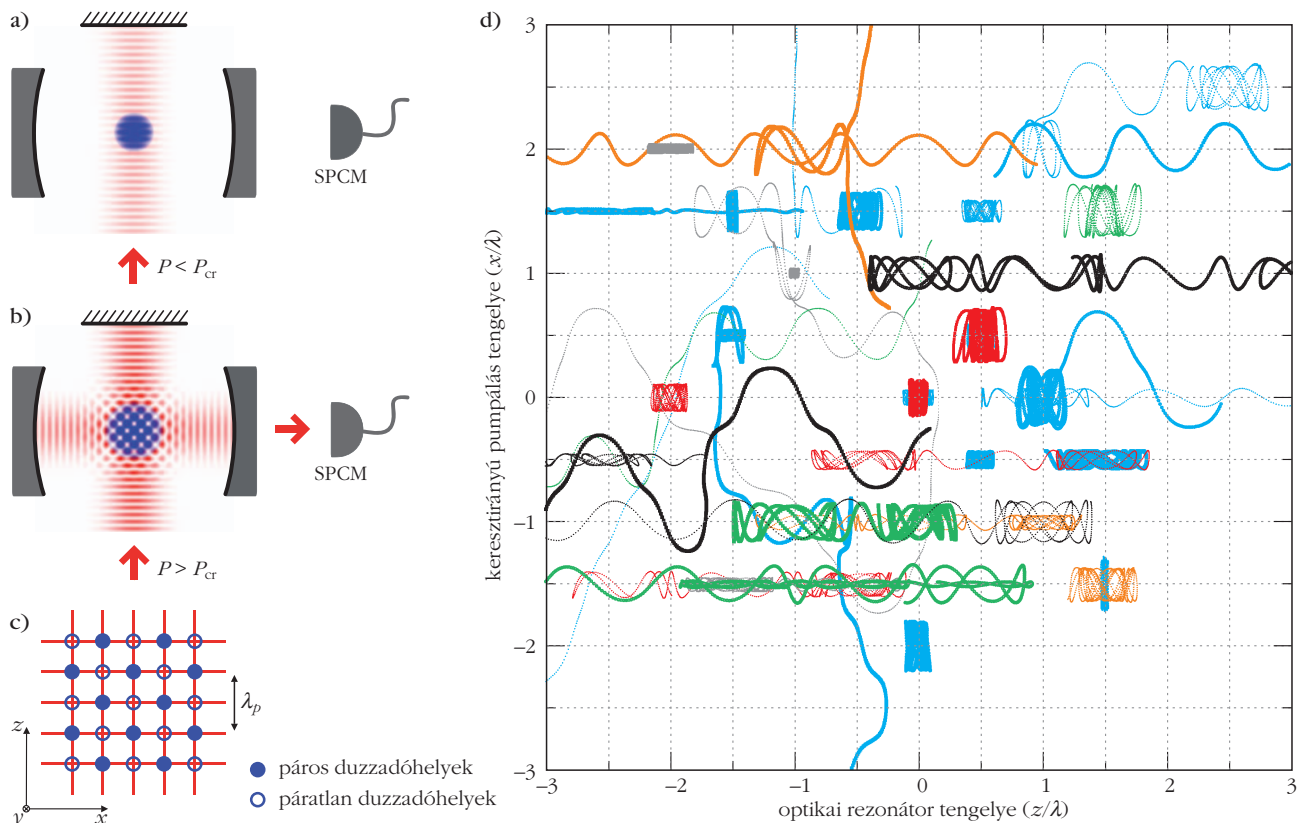 a)
SPCM
P < Pcr
b)
SPCM
P > Pcr
c)
λp
z
y
x
páros duzzadóhelyek
páratlan duzzadóhelyek
d)
keresztirányú pumpálás tengelye (x/λ)
3
2
1
0
−1
−2
−3
−3
−2
−1
0
1
2
3
optikai rezonátor tengelye (z/λ)